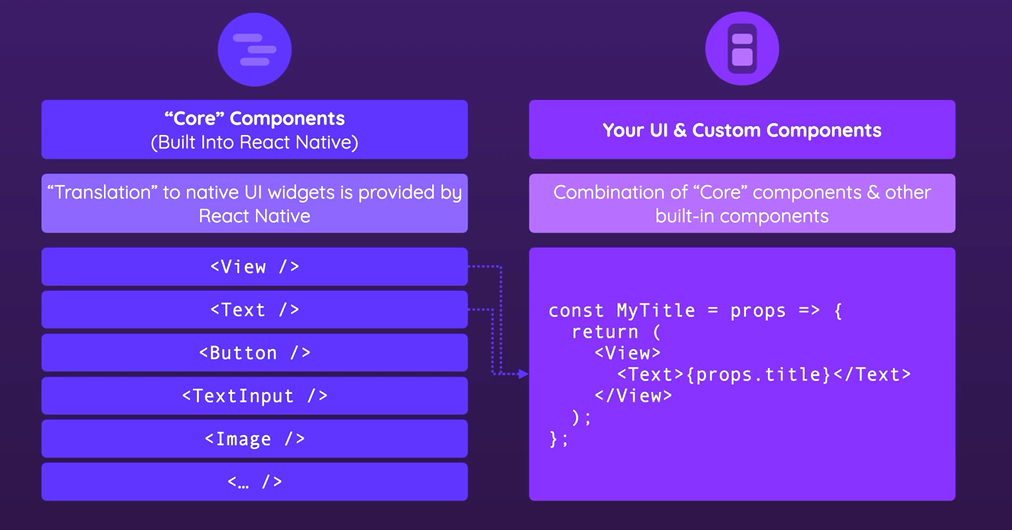 “Core” Components
(Built Into React Native)
“Translation” to native UI widgets is provided by
React Native
<View />
<Text />
<Button />
<TextInput />
<Image />
<… />
Your UI & Custom Components
Combination of “Core” components & other
built-in components
const MyTitle = props => {
  return (
    <View>
      <Text>{props.title}</Text>
    </View>
  );
};